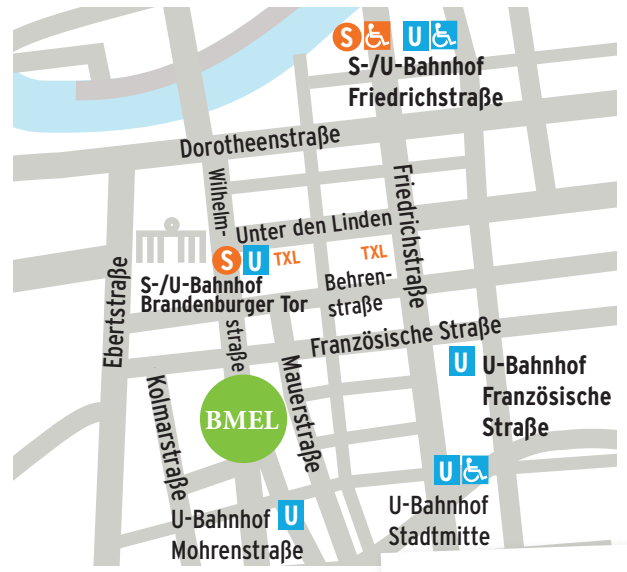 S U
S-/U-Bahnhof
Friedrichstraße
Dorotheenstraße
Wilhelm-
Friedrichstraße
Unter den Linden
S U TXL
TXL
S-/U-Bahnhof
Brandenburger Tor
Behren-
straße
Ebertstraße
straße
Französische Straße
U U-Bahnhof
Französische
Straße
Kolmarstraße
BMEL
Mauerstraße
U
U-Bahnhof
Stadtmitte
U-Bahnhof U
Mohrenstraße